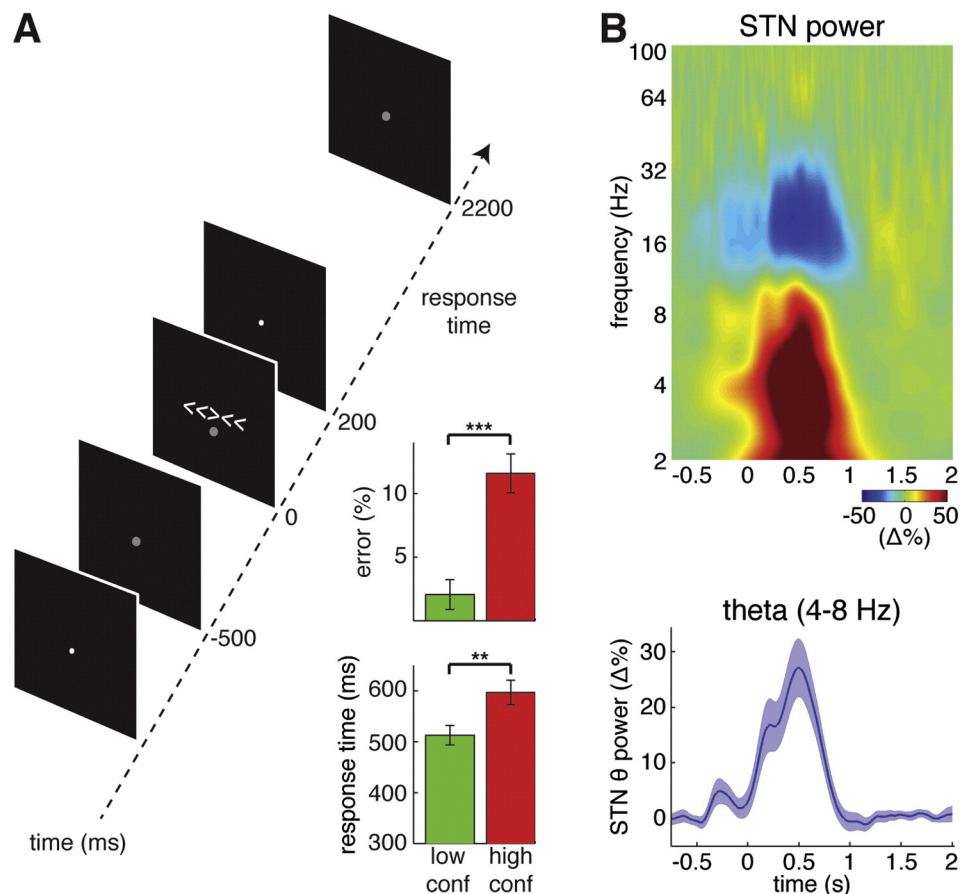 A
<<><<
2200
response
time
200
0
-500
time (ms)
***
error (%)
10
5
**
response time (ms)
600
500
400
300
low
conf
high
conf
B
STN power
frequency (Hz)
100
64
32
16
8
4
2
-0.5 0 0.5 1 1.5 2
-50 0 50
(Δ%)
theta (4-8 Hz)
STN θ power (Δ%)
30
20
10
0
-0.5 0 0.5 1 1.5 2
time (s)